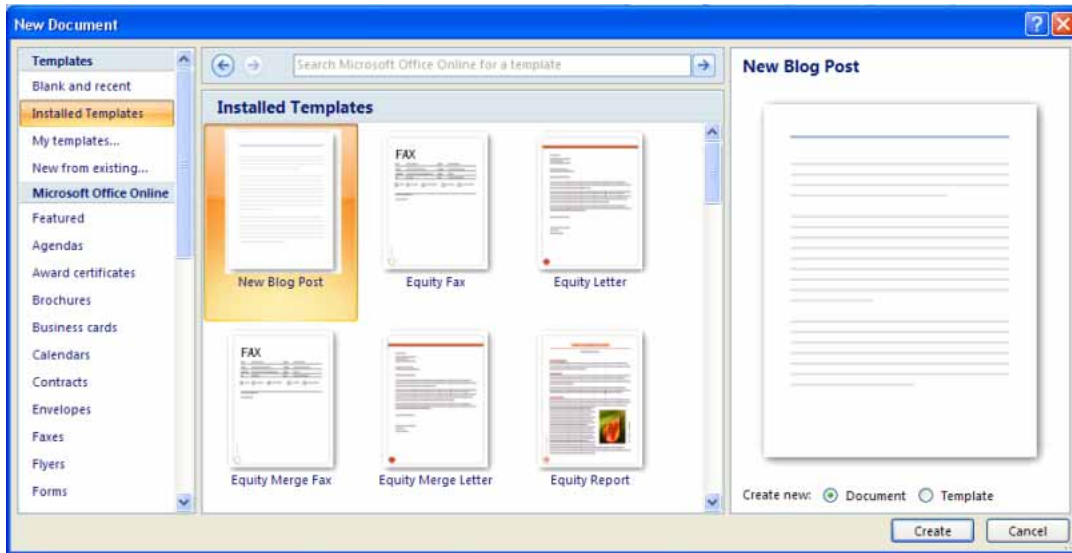 New Document
Templates
Blank and recent
Installed Templates
My templates...
New from existing...
Microsoft Office Online
Featured
Agendas
Award certificates
Brochures
Business cards
Calendars
Contracts
Envelopes
Faxes
Flyers
Forms
Search Microsoft Office Online for a template
Installed Templates
FAX
New Blog Post
Equity Fax
Equity Letter
FAX
Equity Merge Fax
Equity Merge Letter
Equity Report
New Blog Post
Create new: Document Template
Create Cancel